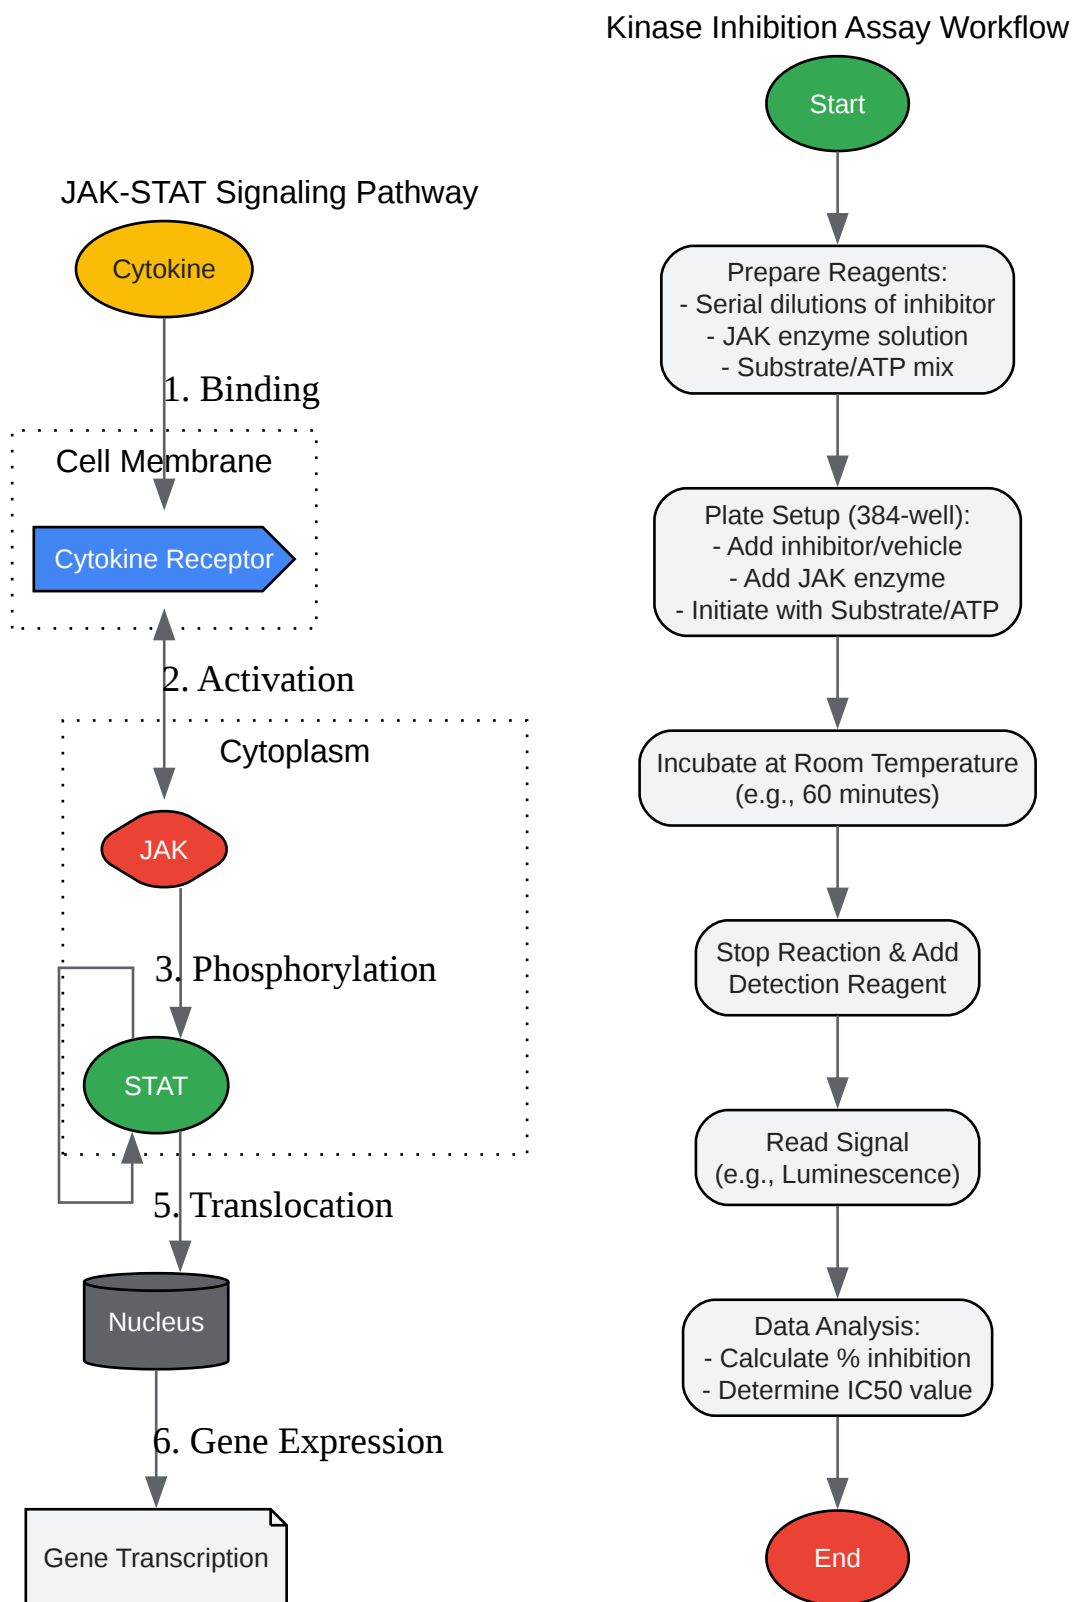 JAK-STAT Signaling Pathway
Cytokine
1. Binding
Cell Membrane
Cytokine Receptor
2. Activation
Cytoplasm
JAK
3. Phosphorylation
STAT
5. Translocation
Nucleus
6. Gene Expression
Gene Transcription
Kinase Inhibition Assay Workflow
Start
Prepare Reagents:
- Serial dilutions of inhibitor
- JAK enzyme solution
- Substrate/ATP mix
Plate Setup (384-well):
- Add inhibitor/vehicle
- Add JAK enzyme
- Initiate with Substrate/ATP
Incubate at Room Temperature
(e.g., 60 minutes)
Stop Reaction & Add
Detection Reagent
Read Signal
(e.g., Luminescence)
Data Analysis:
- Calculate % inhibition
- Determine IC50 value
End